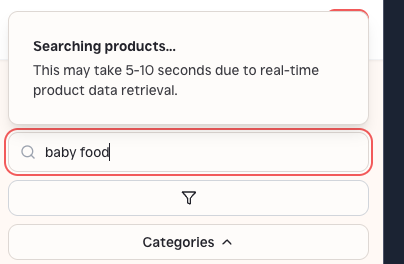 Searching products...
This may take 5-10 seconds due to real-time
product data retrieval.
baby food
Categories